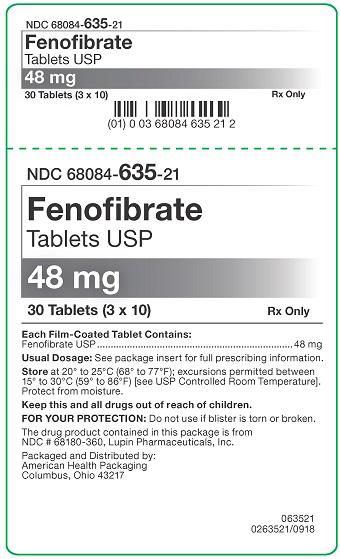 NDC 68084-635-21
Fenofibrate
Tablets USP
48 mg
30 Tablets (3 x 10) Rx Only
(01) 0 03 68084 635 21 2
NDC 68084-635-21
Fenofibrate
Tablets USP
48 mg
30 Tablets (3 x 10) Rx Only
Each Film-Coated Tablet Contains:
Fenofibrate USP.......................................48 mg
Usual Dosage: See package insert for full prescribing information.
Store at 20° to 25°C (68° to 77°F); excursions permitted between
15° to 30°C (59° to 86°F) [see USP Controlled Room Temperature].
Protect from moisture.
Keep this and all drugs out of reach of children.
FOR YOUR PROTECTION: Do not use if blister is torn or broken.
The drug product contained in this package is from
NDC # 68180-360, Lupin Pharmaceuticals, Inc.
Packaged and Distributed by:
American Health Packaging
Columbus, Ohio 43217
063521
0263521/0918